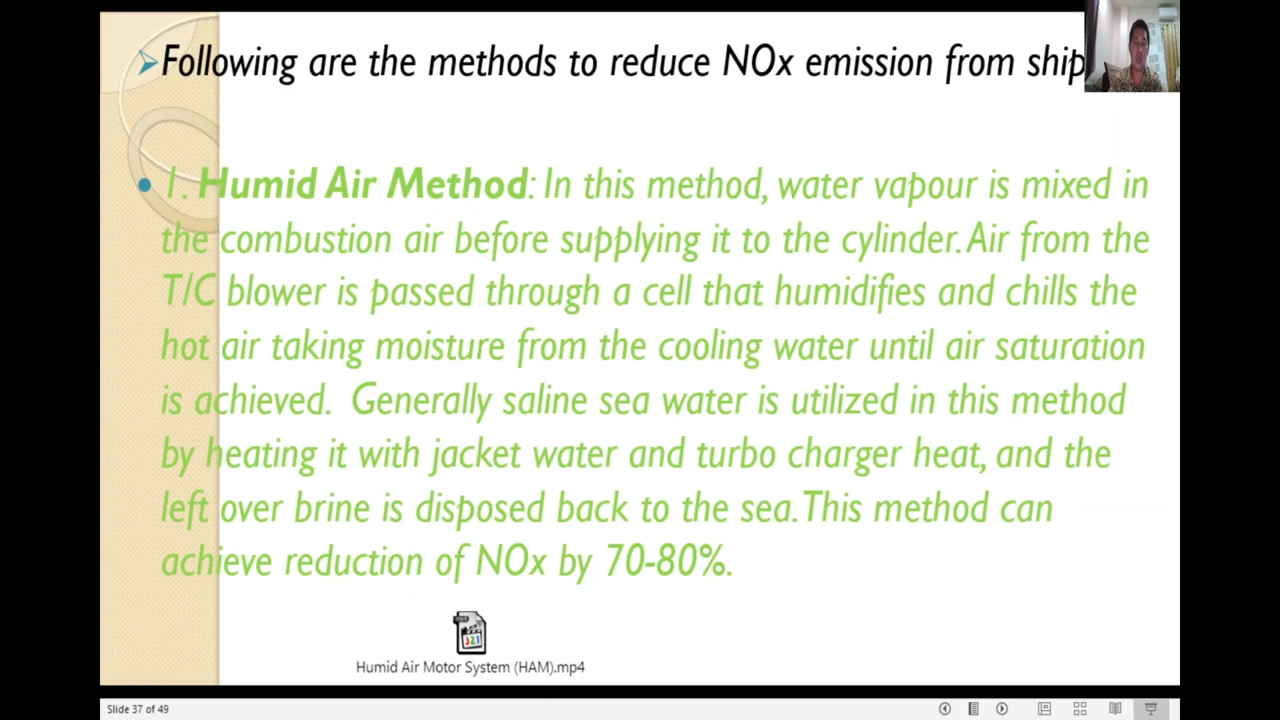 Following are the methods to reduce NOx emission from ship
1. Humid Air Method: In this method, water vapour is mixed in
the combustion air before supplying it to the cylinder. Air from the
T/C blower is passed through a cell that humidifies and chills the
hot air taking moisture from the cooling water until air saturation
is achieved. Generally saline sea water is utilized in this method
by heating it with jacket water and turbo charger heat, and the
left over brine is disposed back to the sea. This method can
achieve reduction of NOx by 70-80%.
Humid Air Motor System (HAM).mp4
Slide 37 of 49